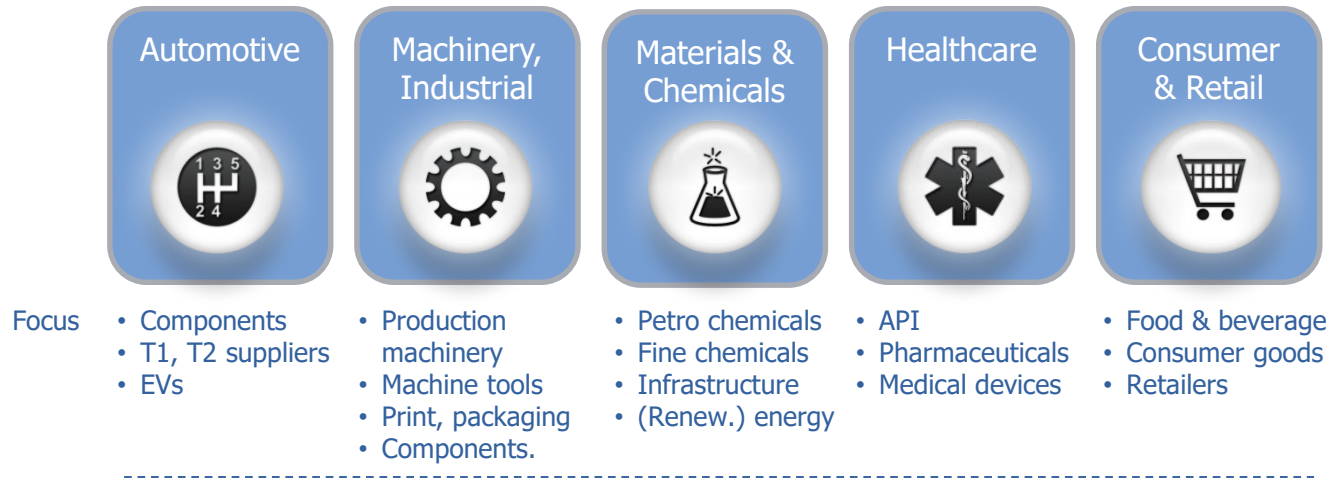 Automotive
Machinery,
Industrial
Materials &
Chemicals
Healthcare
Consumer
& Retail
1 3 5
2 4
Focus
• Components
• T1, T2 suppliers
• EVs
• Production
machinery
• Machine tools
• Print, packaging
• Components.
• Petro chemicals
• Fine chemicals
• Infrastructure
• (Renew.) energy
• API
• Pharmaceuticals
• Medical devices
• Food & beverage
• Consumer goods
• Retailers